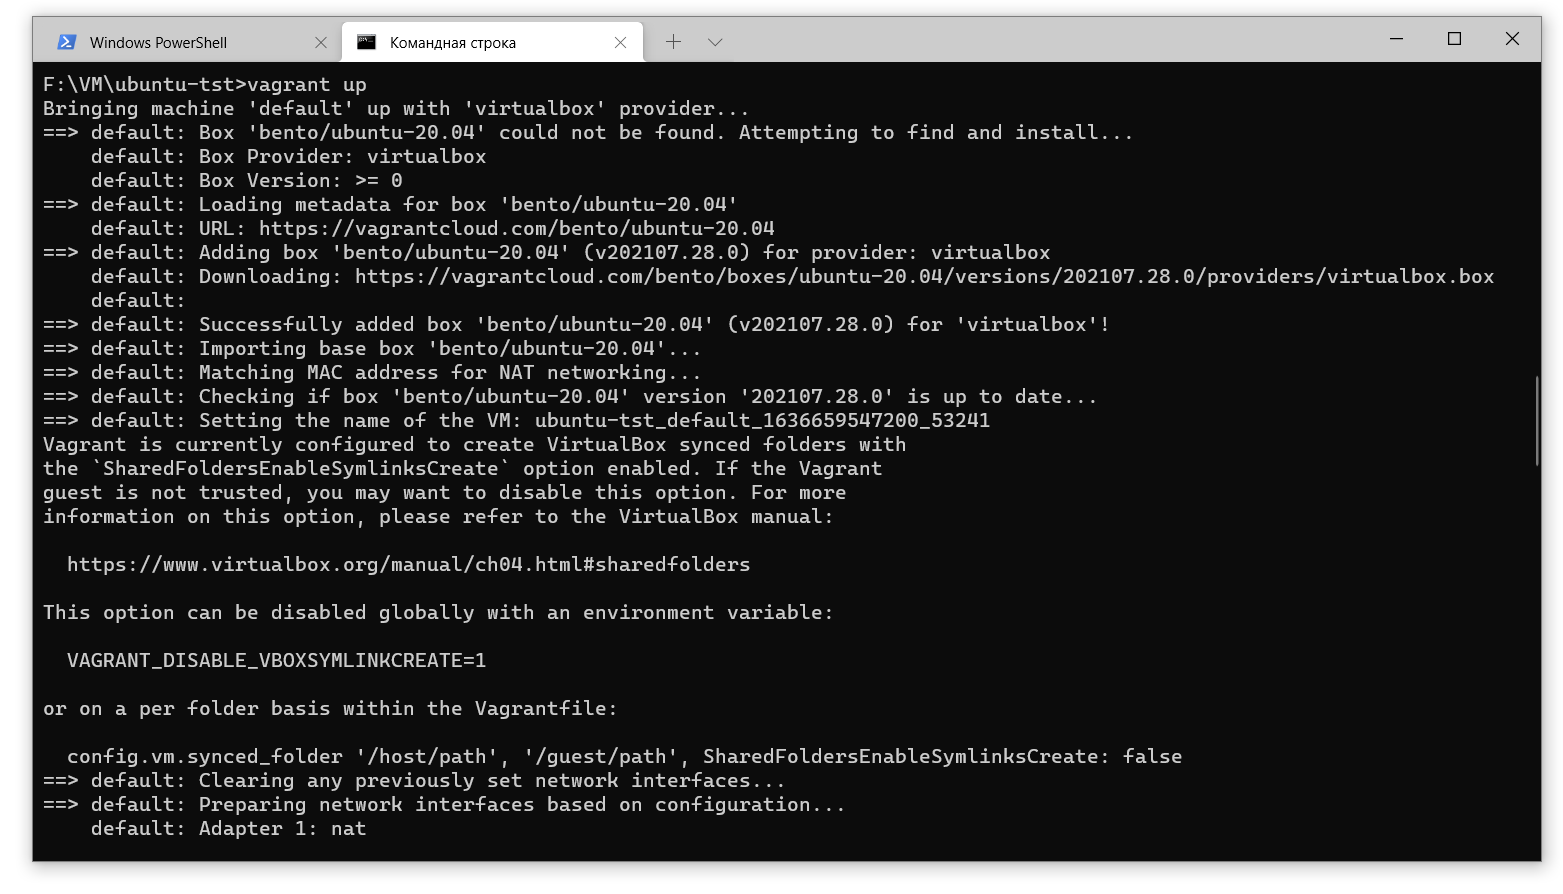 Windows PowerShell
Командная строка
F:\VM\ubuntu-tst>vagrant up
Bringing machine 'default' up with 'virtualbox' provider...
==> default: Box 'bento/ubuntu-20.04' could not be found. Attempting to find and install...
    default: Box Provider: virtualbox
    default: Box Version: >= 0
==> default: Loading metadata for box 'bento/ubuntu-20.04'
    default: URL: https://vagrantcloud.com/bento/ubuntu-20.04
==> default: Adding box 'bento/ubuntu-20.04' (v202107.28.0) for provider: virtualbox
    default: Downloading: https://vagrantcloud.com/bento/boxes/ubuntu-20.04/versions/202107.28.0/providers/virtualbox.box
    default:
==> default: Successfully added box 'bento/ubuntu-20.04' (v202107.28.0) for 'virtualbox'!
==> default: Importing base box 'bento/ubuntu-20.04'...
==> default: Matching MAC address for NAT networking...
==> default: Checking if box 'bento/ubuntu-20.04' version '202107.28.0' is up to date...
==> default: Setting the name of the VM: ubuntu-tst_default_1636659547200_53241
Vagrant is currently configured to create VirtualBox synced folders with
the `SharedFoldersEnableSymlinksCreate` option enabled. If the Vagrant
guest is not trusted, you may want to disable this option. For more
information on this option, please refer to the VirtualBox manual:
  https://www.virtualbox.org/manual/ch04.html#sharedfolders
This option can be disabled globally with an environment variable:
  VAGRANT_DISABLE_VBOXSYMLINKCREATE=1
or on a per folder basis within the Vagrantfile:
  config.vm.synced_folder '/host/path', '/guest/path', SharedFoldersEnableSymlinksCreate: false
==> default: Clearing any previously set network interfaces...
==> default: Preparing network interfaces based on configuration...
    default: Adapter 1: nat